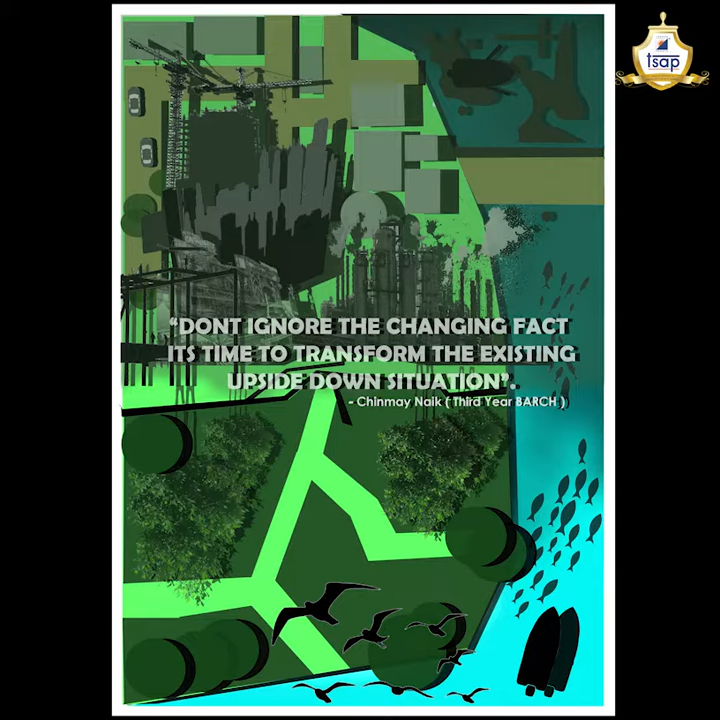 tsap
“DONT IGNORE THE CHANGING FACT
ITS TIME TO TRANSFORM THE EXISTING
UPSIDE DOWN SITUATION”.
- Chinmay Naik ( Third Year BARCH )